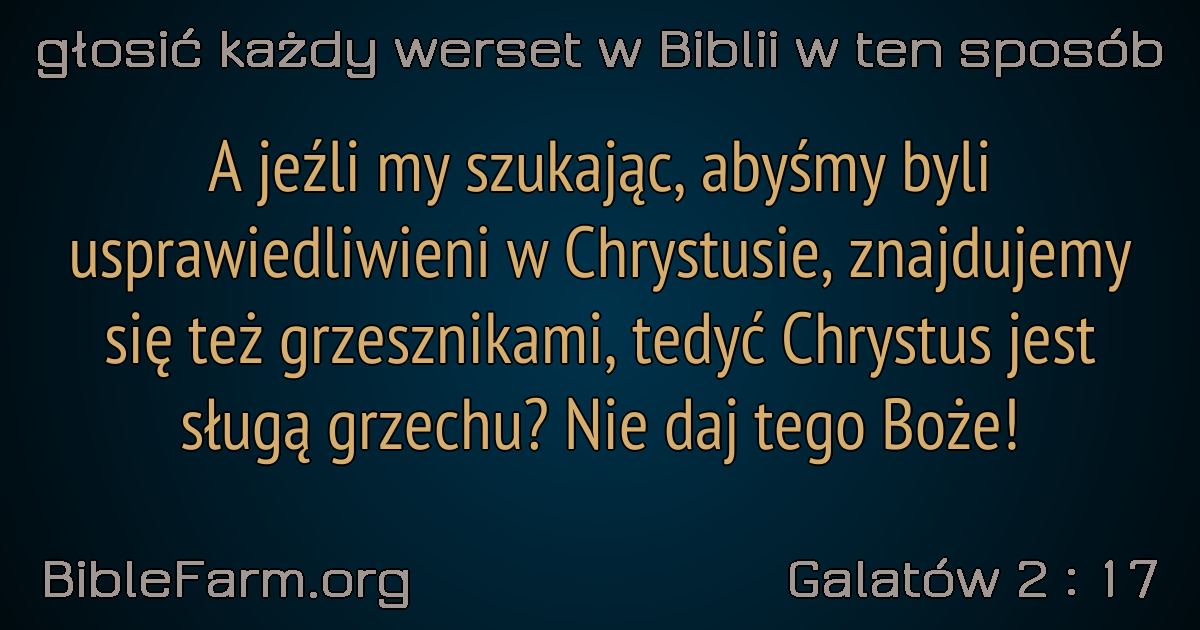 głosić każdy werset w Biblii w ten sposób
A jeźli my szukając, abyśmy byli
usprawiedliwieni w Chrystusie, znajdujemy
się też grzesznikami, tedyć Chrystus jest
sługą grzechu? Nie daj tego Boże!
BibleFarm.org
Galatów 2 : 17